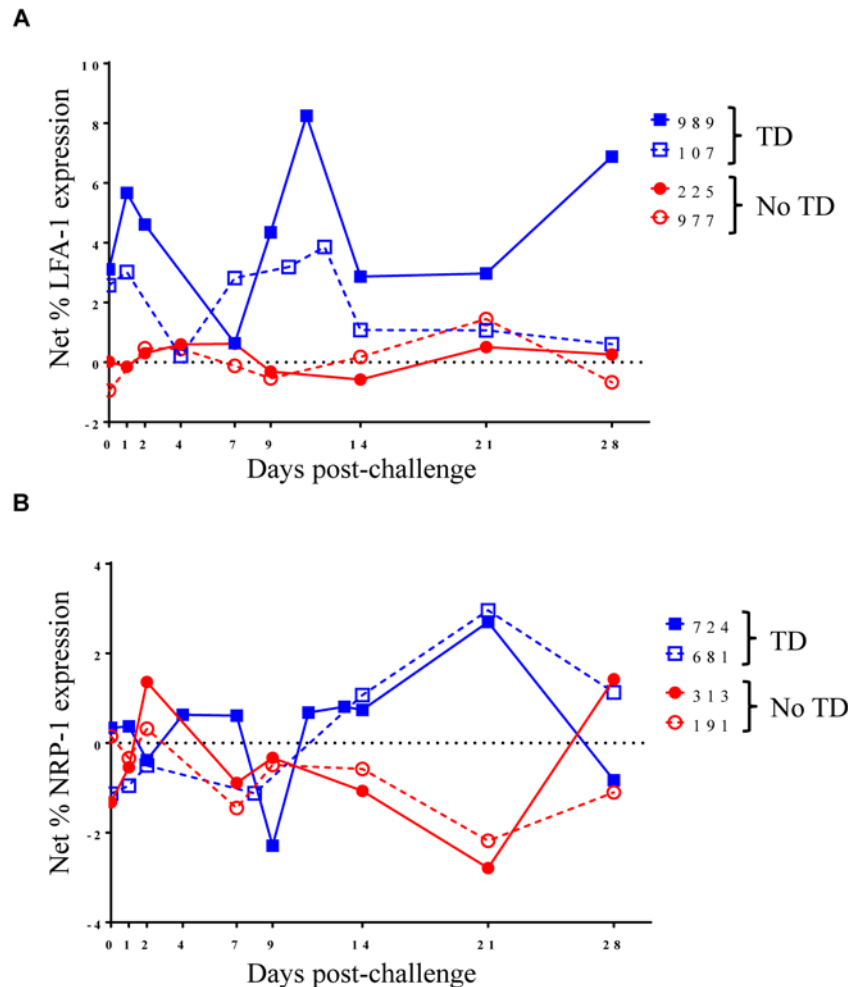 A
Net % LFA-1 expression
10
8
6
4
2
0
-2
0 1 2 4 7 9 14 21 28
Days post-challenge
989
107
TD
225
977
No TD
B
Net % NRP-1 expression
4
2
0
-2
-4
0 1 2 4 7 9 14 21 28
Days post-challenge
724
681
TD
313
191
No TD